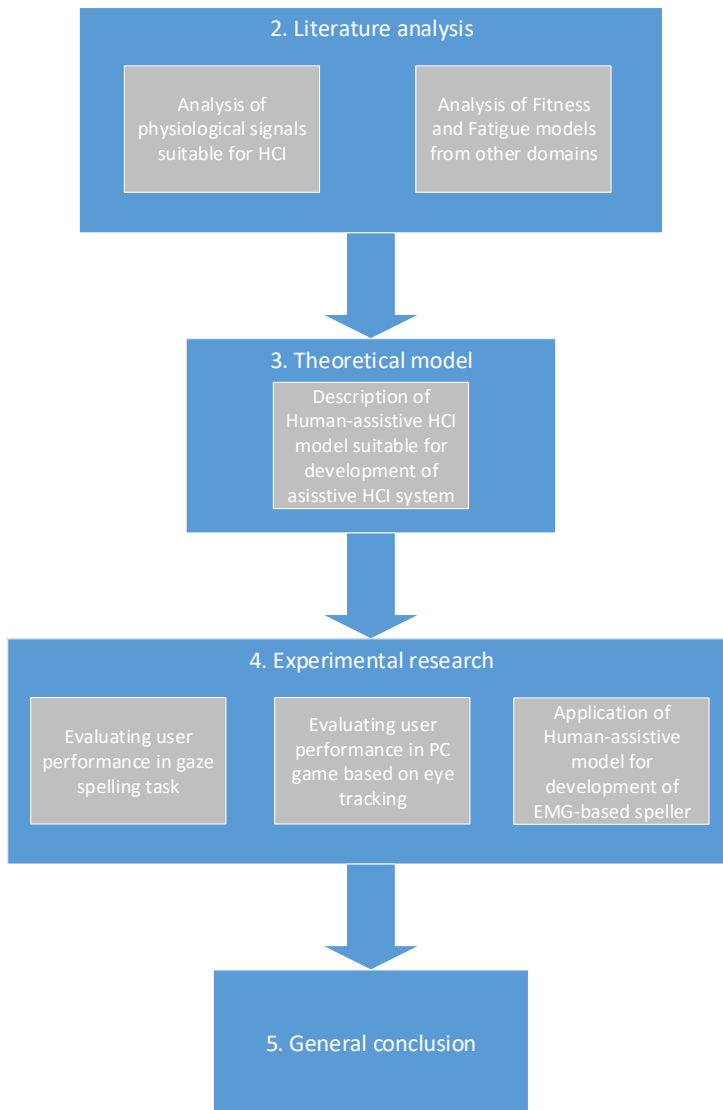 2. Literature analysis
Analysis of
physiological signals
suitable for HCI
Analysis of Fitness
and Fatigue models
from other domains
3. Theoretical model
Description of
Human-assistive HCI
model suitable for
development of
asisstive HCI system
4. Experimental research
Evaluating user
performance in gaze
spelling task
Evaluating user
performance in PC
game based on eye
tracking
Application of
Human-assistive
model for
development of
EMG-based speller
5. General conclusion